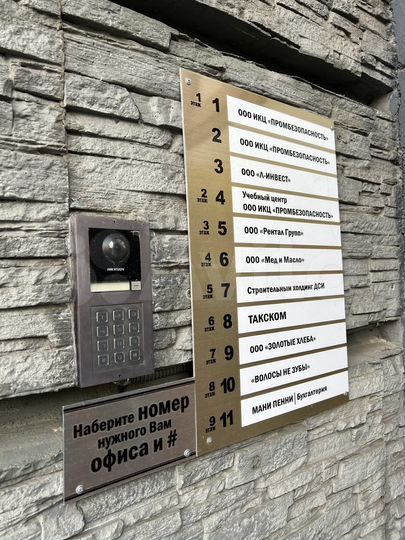 1 этаж 1 ООО ИКЦ «ПРОМБЕЗОПАСНОСТЬ»
2 ООО ИКЦ «ПРОМБЕЗОПАСНОСТЬ»
3 ООО «Л-ИНВЕСТ»
2 этаж 4 Учебный центр
ООО ИКЦ «ПРОМБЕЗОПАСНОСТЬ»
3 этаж 5 ООО «Рентал Групп»
4 этаж 6 ООО «Мед и Масло»
5 этаж 7 Строительный холдинг ДСИ
6 этаж 8 ТАКСКОМ
7 этаж 9 ООО «ЗОЛОТЫЕ ХЛЕБА»
8 этаж 10 «ВОЛОСЫ НЕ ЗУБЫ»
9 этаж 11 МАНИ ПЕННИ | Бухгалтерия
HIKVISION
Наберите номер
нужного Вам
офиса и #